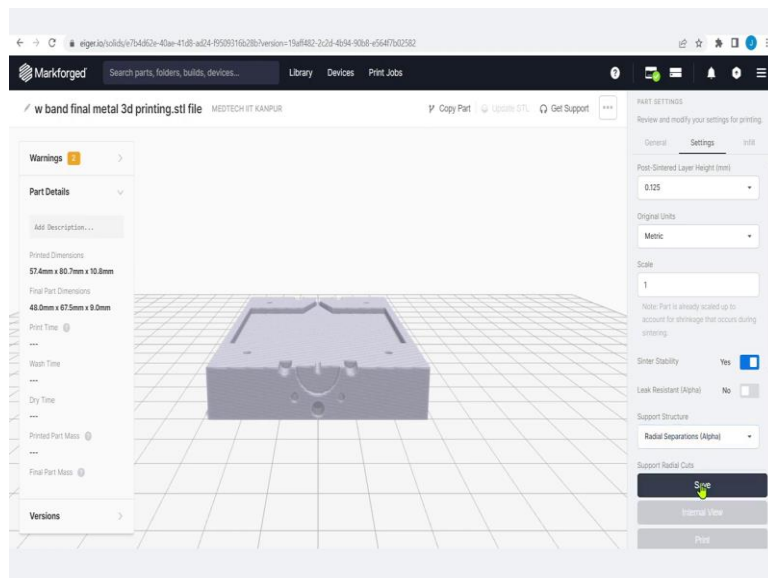 eiger.io/solids/e7b4d62e-40ae-41d8-ad24-f9509316b28b?version=19aff482-2c2d-4b94-90b8-e564f7b02582
Markforged
Search parts, folders, builds, devices...
Library Devices Print Jobs
w band final metal 3d printing.stl file MEDTECH IIT KANPUR
Copy Part Update STL Get Support
PART SETTINGS
Review and modify your settings for printing.
General Settings Infill
Warnings 2
Part Details
Add Description...
Printed Dimensions
57.4mm x 80.7mm x 10.8mm
Final Part Dimensions
48.0mm x 67.5mm x 9.0mm
Print Time
---
Wash Time
---
Dry Time
---
Printed Part Mass
---
Final Part Mass
Versions
Post-Sintered Layer Height (mm)
0.125
Original Units
Metric
Scale
1
Note: Part is already scaled up to
account for shrinkage that occurs during
sintering.
Sinter Stability Yes
Leak Resistant (Alpha) No
Support Structure
Radial Separations (Alpha)
Support Radial Cuts
Save
Internal View
Print